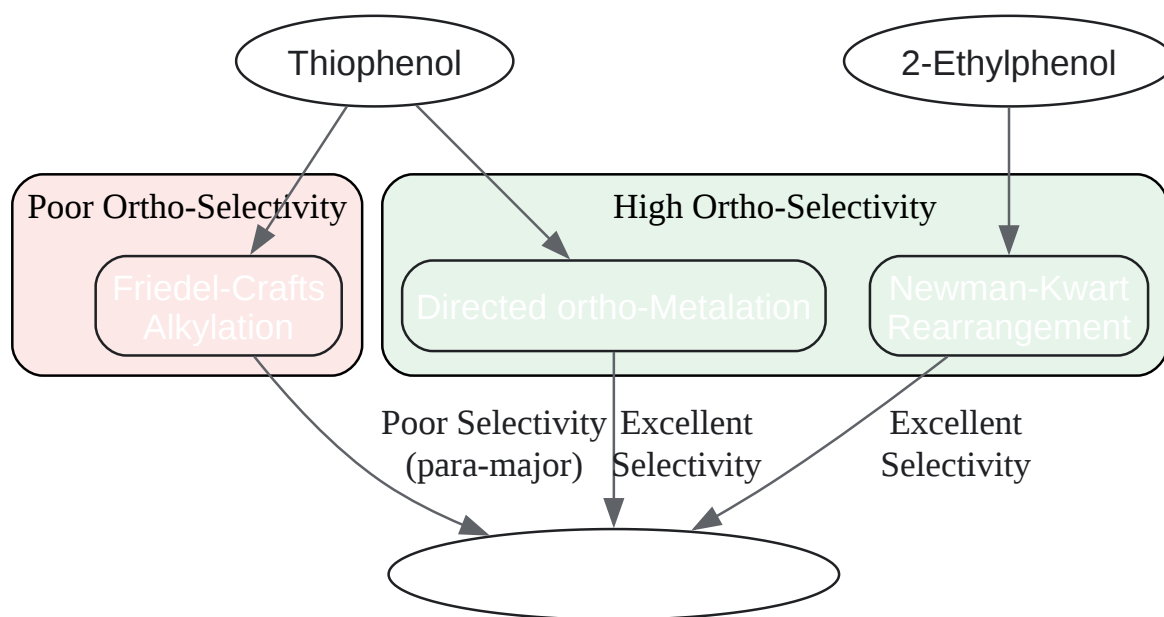 Thiophenol
2-Ethylphenol
Poor Ortho-Selectivity
High Ortho-Selectivity
Friedel-Crafts
Alkylation
Directed ortho-Metalation
Newman-Kwart
Rearrangement
Poor Selectivity
(para-major)
Excellent
Selectivity
Excellent
Selectivity